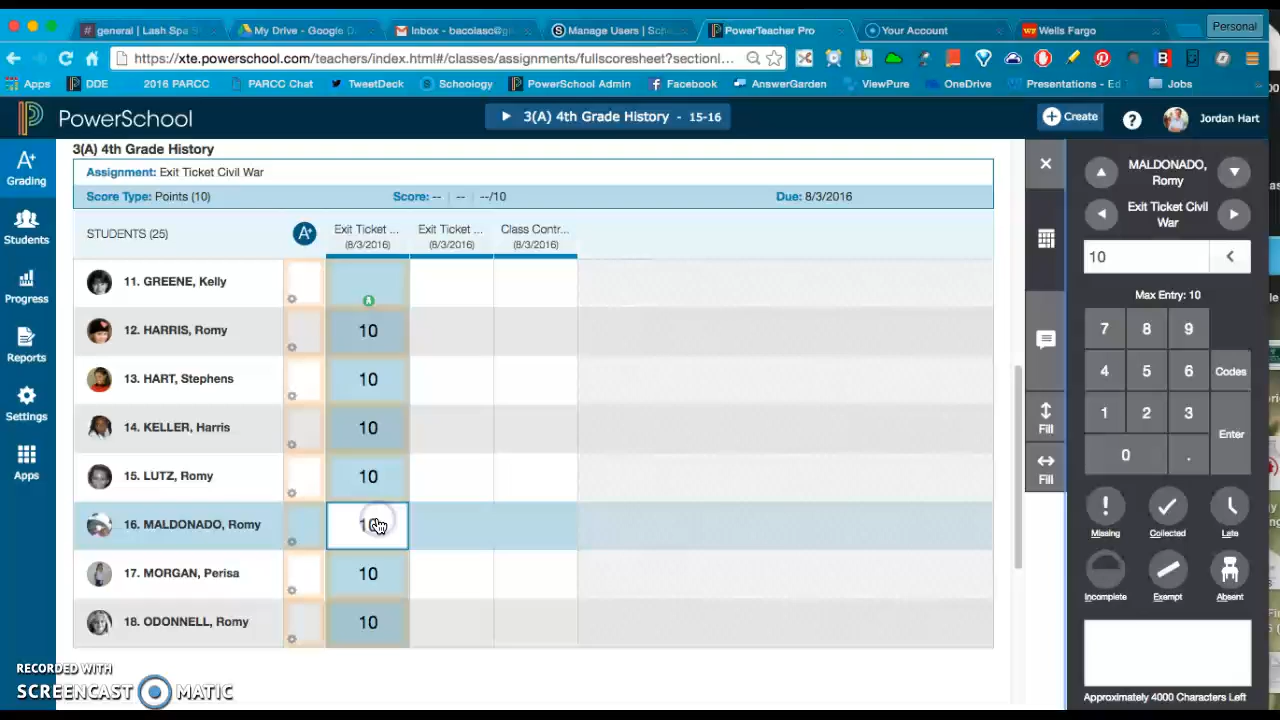 # general | Lash Spa S
My Drive - Google D
Inbox - bacolasc@g
Manage Users | Sch
PowerTeacher Pro
Your Account
Wells Fargo
Personal
https://xte.powerschool.com/teachers/index.html#/classes/assignments/fullscoresheet?sectionI...
Apps
DDE
2016 PARCC
PARCC Chat
TweetDeck
Schoology
PowerSchool Admin
Facebook
AnswerGarden
ViewPure
OneDrive
Presentations - Ed
Jobs
PowerSchool
3(A) 4th Grade History - 15-16
Create
?
Jordan Hart
Grading
Students
Progress
Reports
Settings
Apps
3(A) 4th Grade History
Assignment: Exit Ticket Civil War
Score Type: Points (10)
Score: -- | -- | --/10
Due: 8/3/2016
STUDENTS (25)
A+
Exit Ticket ...
(8/3/2016)
Exit Ticket ...
(8/3/2016)
Class Contr...
(8/3/2016)
11. GREENE, Kelly
12. HARRIS, Romy 10
13. HART, Stephens 10
14. KELLER, Harris 10
15. LUTZ, Romy 10
16. MALDONADO, Romy 10
17. MORGAN, Perisa 10
18. ODONNELL, Romy 10
Fill
Fill
MALDONADO,
Romy
Exit Ticket Civil
War
10
Max Entry: 10
7 8 9
4 5 6 Codes
1 2 3
0 . Enter
Missing Collected Late
Incomplete Exempt Absent
Approximately 4000 Characters Left
RECORDED WITH
SCREENCAST MATIC